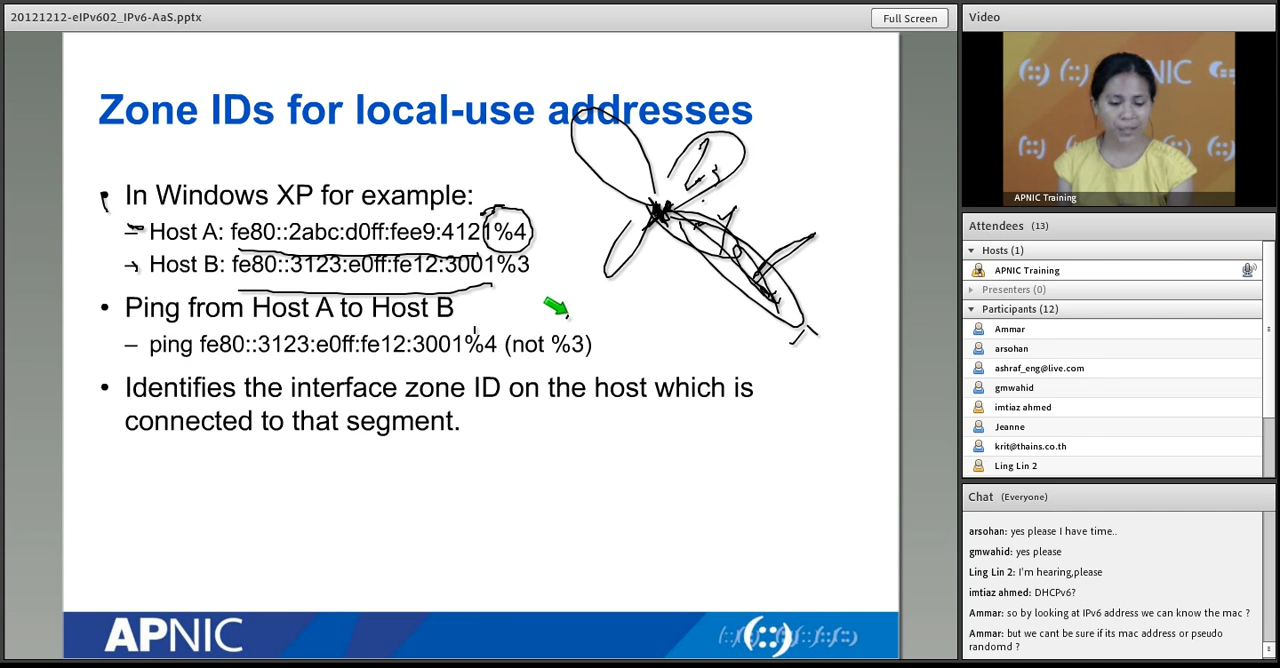 20121212-eIPv602_IPv6-AaS.pptx
Full Screen
Zone IDs for local-use addresses
• In Windows XP for example:
– Host A: fe80::2abc:d0ff:fee9:4121%4
– Host B: fe80::3123:e0ff:fe12:3001%3
• Ping from Host A to Host B
– ping fe80::3123:e0ff:fe12:3001%4 (not %3)
• Identifies the interface zone ID on the host which is
connected to that segment.
APNIC
(::)
Video
NIC
APNIC Training
Attendees (13)
Hosts (1)
APNIC Training
Presenters (0)
Participants (12)
Ammar
arsohan
ashraf_eng@live.com
gmwahid
imtiaz ahmed
Jeanne
krit@thains.co.th
Ling Lin 2
Chat (Everyone)
arsohan: yes please I have time..
gmwahid: yes please
Ling Lin 2: I'm hearing,please
imtiaz ahmed: DHCPv6?
Ammar: so by looking at IPv6 address we can know the mac ?
Ammar: but we cant be sure if its mac address or pseudo
randomd ?